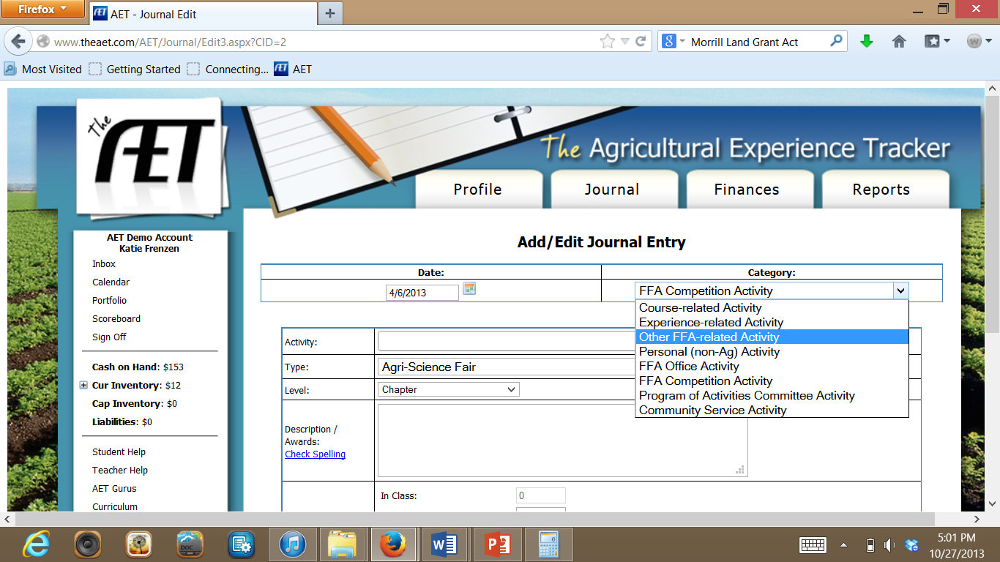 Firefox
AET - Journal Edit
www.theaet.com/AET/Journal/Edit3.aspx?CID=2
Morrill Land Grant Act
Most Visited Getting Started Connecting... AET AET
The AET
The Agricultural Experience Tracker
Profile Journal Finances Reports
AET Demo Account
Katie Frenzen
Inbox
Calendar
Portfolio
Scoreboard
Sign Off
Cash on Hand: $153
Cur Inventory: $12
Cap Inventory: $0
Liabilities: $0
Student Help
Teacher Help
AET Gurus
Curriculum
Add/Edit Journal Entry
Date: Category:
4/6/2013 FFA Competition Activity
Course-related Activity
Experience-related Activity
Other FFA-related Activity
Personal (non-Ag) Activity
FFA Office Activity
FFA Competition Activity
Program of Activities Committee Activity
Community Service Activity
Activity:
Type: Agri-Science Fair
Level: Chapter
Description /
Awards:
Check Spelling
In Class: 0
DOC
5:01 PM
10/27/2013